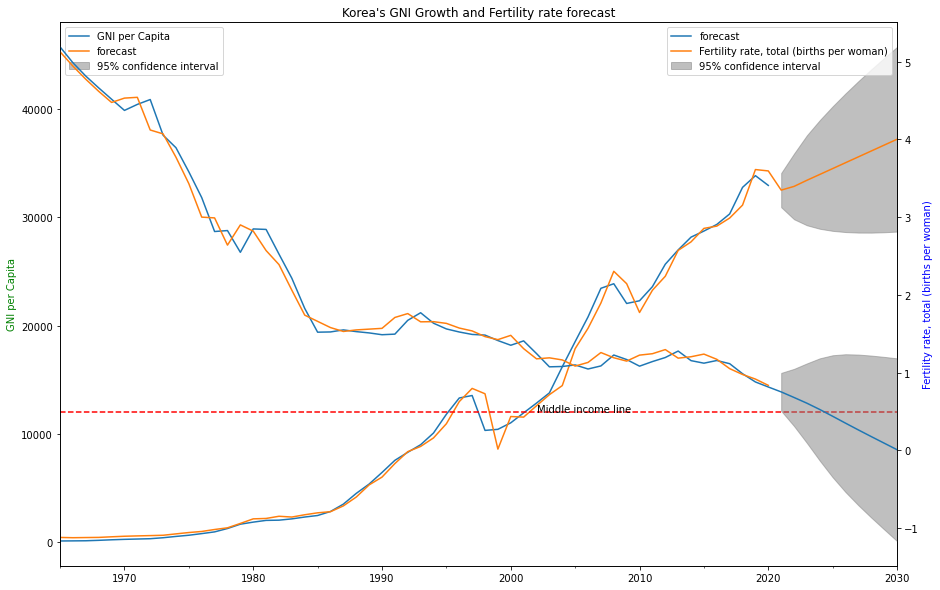 Korea's GNI Growth and Fertility rate forecast
GNI per Capita
forecast
95% confidence interval
forecast
Fertility rate, total (births per woman)
95% confidence interval
40000
30000
20000
10000
0
GNI per Capita
Middle income line
5
4
3
2
1
0
−1
Fertility rate, total (births per woman)
1970
1980
1990
2000
2010
2020
2030